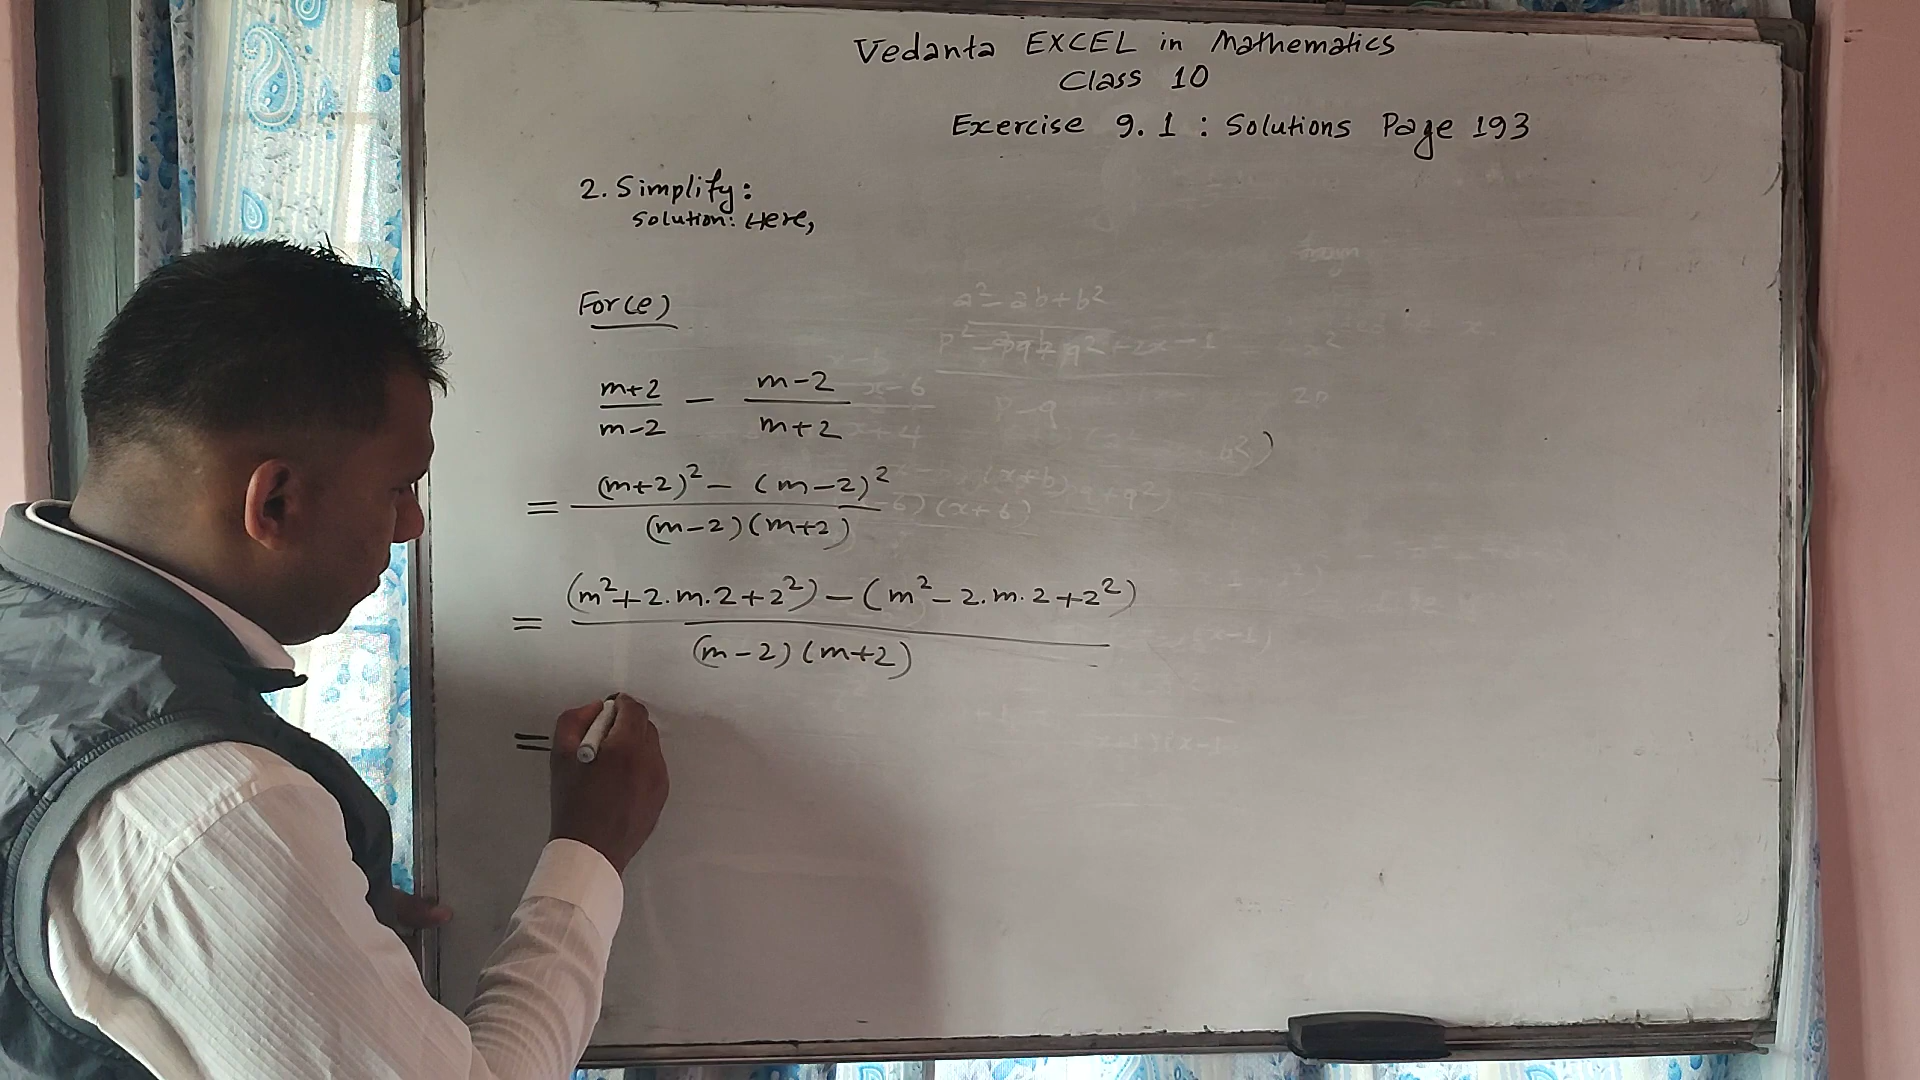 Vedanta EXCEL in Mathematics
Class 10
Exercise 9.1 : Solutions Page 193
2. Simplify:
Solution: Here,
For (e)
m+2/m-2 - m-2/m+2
= (m+2)² - (m-2)²/(m-2)(m+2)
= (m²+2.m.2+2²)-(m²-2.m.2+2²)/(m-2)(m+2)
=